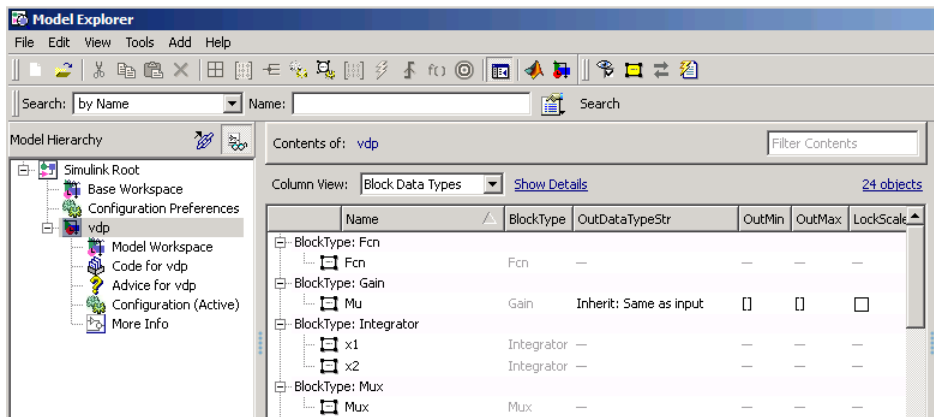 Model Explorer
File Edit View Tools Add Help
Search: by Name Name: Search
Model Hierarchy
Simulink Root
Base Workspace
Configuration Preferences
vdp
Model Workspace
Code for vdp
Advice for vdp
Configuration (Active)
More Info
Contents of: vdp Filter Contents
Column View: Block Data Types Show Details 24 objects
Name BlockType OutDataTypeStr OutMin OutMax LockScale
BlockType: Fcn
Fcn Fcn — — — —
BlockType: Gain
Mu Gain Inherit: Same as input [] []
BlockType: Integrator
x1 Integrator — — — —
x2 Integrator — — — —
BlockType: Mux
Mux Mux — — — —